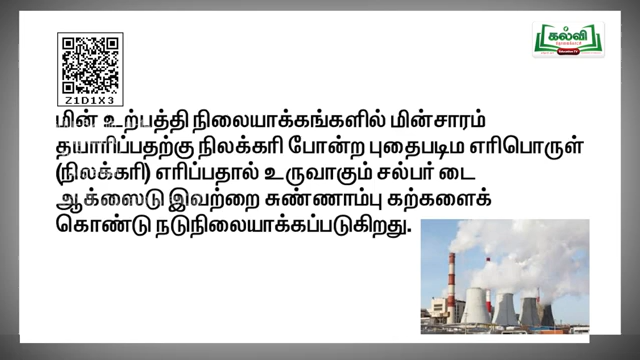 கல்வி
Z1D1X3
மின் உற்பத்தி நிலையாக்கங்களில் மின்சாரம்
தயாரிப்பதற்கு நிலக்கரி போன்ற புதைபடிம எரிபொருள்
(நிலக்கரி) எரிப்பதால் உருவாகும் சல்பர் டை
ஆக்ஸைடு இவற்றை சுண்ணாம்பு கற்களைக்
கொண்டு நடுநிலையாக்கப்படுகிறது.